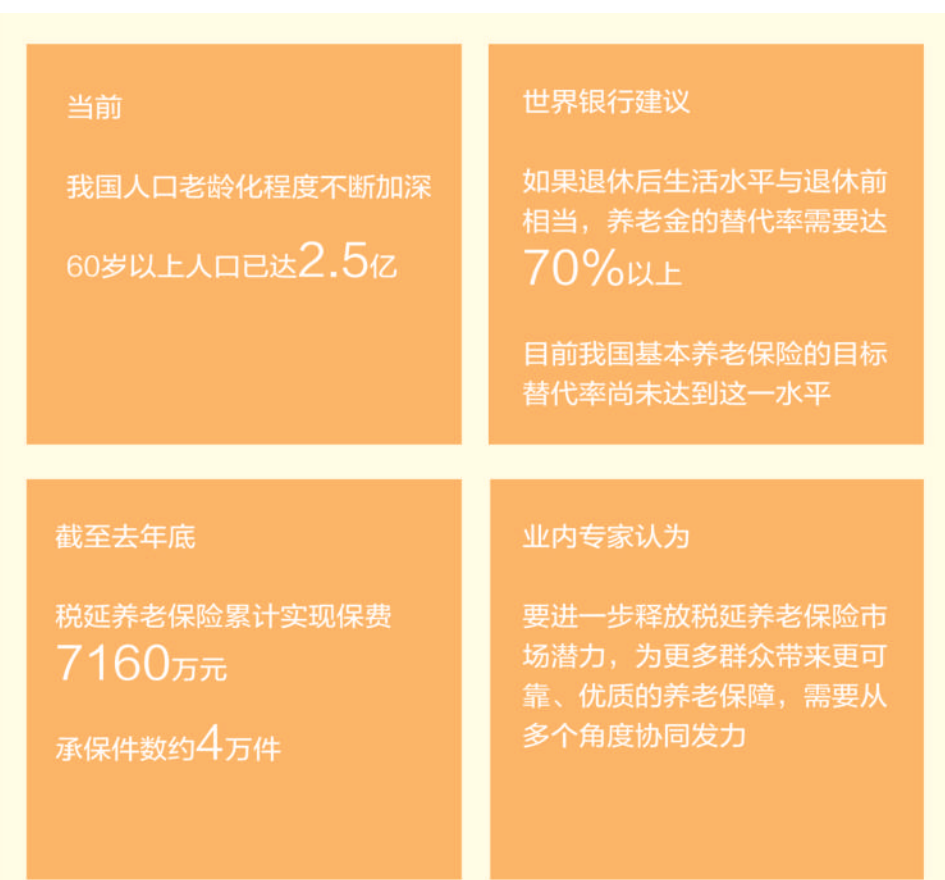 当前
我国人口老龄化程度不断加深
60岁以上人口已达2.5亿
世界银行建议
如果退休后生活水平与退休前
相当，养老金的替代率需要达
70%以上
目前我国基本养老保险的目标
替代率尚未达到这一水平
截至去年底
税延养老保险累计实现保费
7160万元
承保件数约4万件
业内专家认为
要进一步释放税延养老保险市
场潜力，为更多群众带来更可
靠、优质的养老保障，需要从
多个角度协同发力